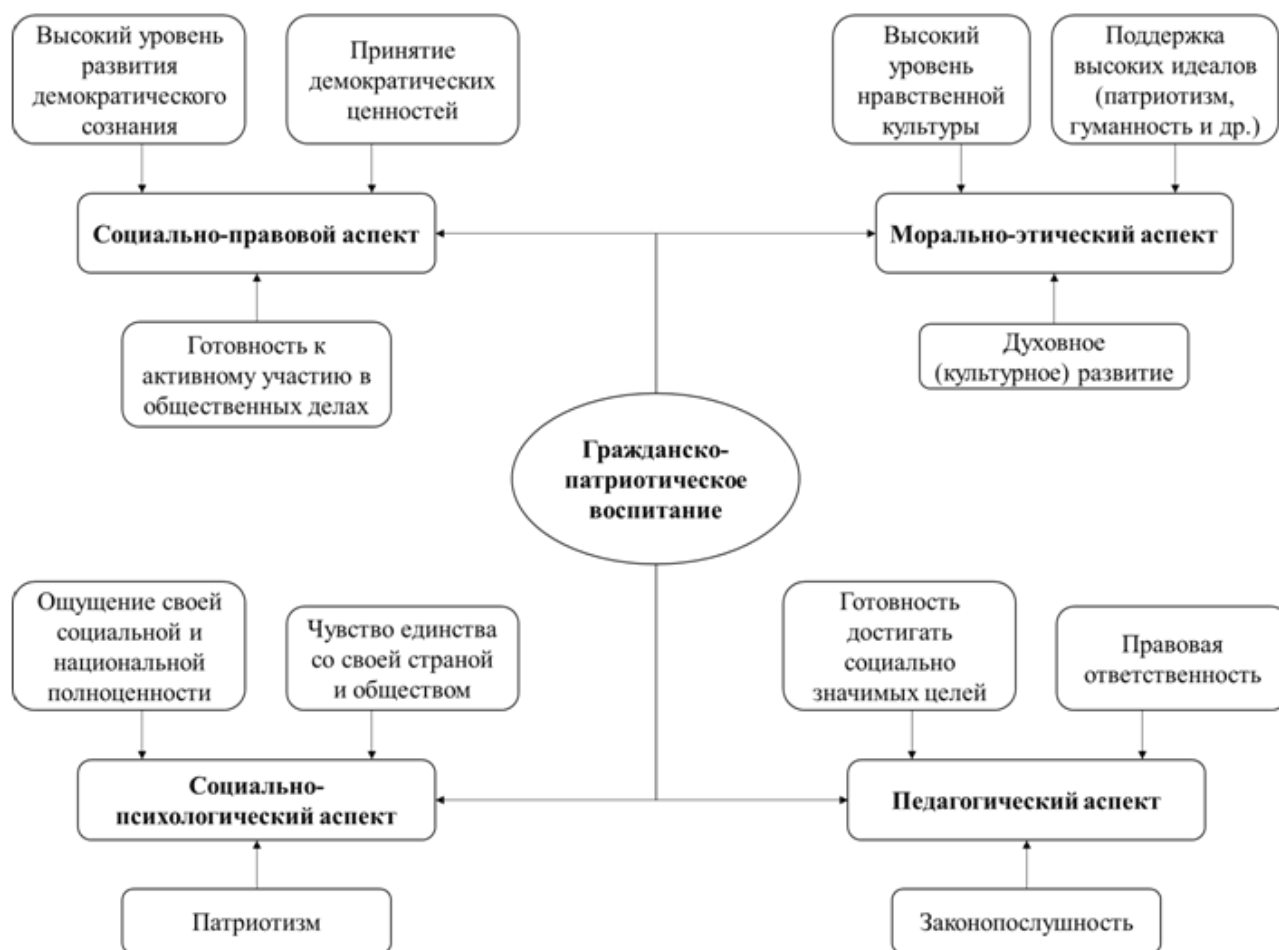 Высокий уровень
развития
демократического
сознания
Принятие
демократических
ценностей
Высокий
уровень
нравственной
культуры
Поддержка
высоких идеалов
(патриотизм,
гуманность и др.)
Социально-правовой аспект
Морально-этический аспект
Готовность к
активному участию в
общественных делах
Духовное
(культурное) развитие
Гражданско-
патриотическое
воспитание
Ощущение своей
социальной и
национальной
полноценности
Чувство единства
со своей страной
и обществом
Готовность
достигать
социально
значимых целей
Правовая
ответственность
Социально-
психологический аспект
Педагогический аспект
Патриотизм
Законопослушность